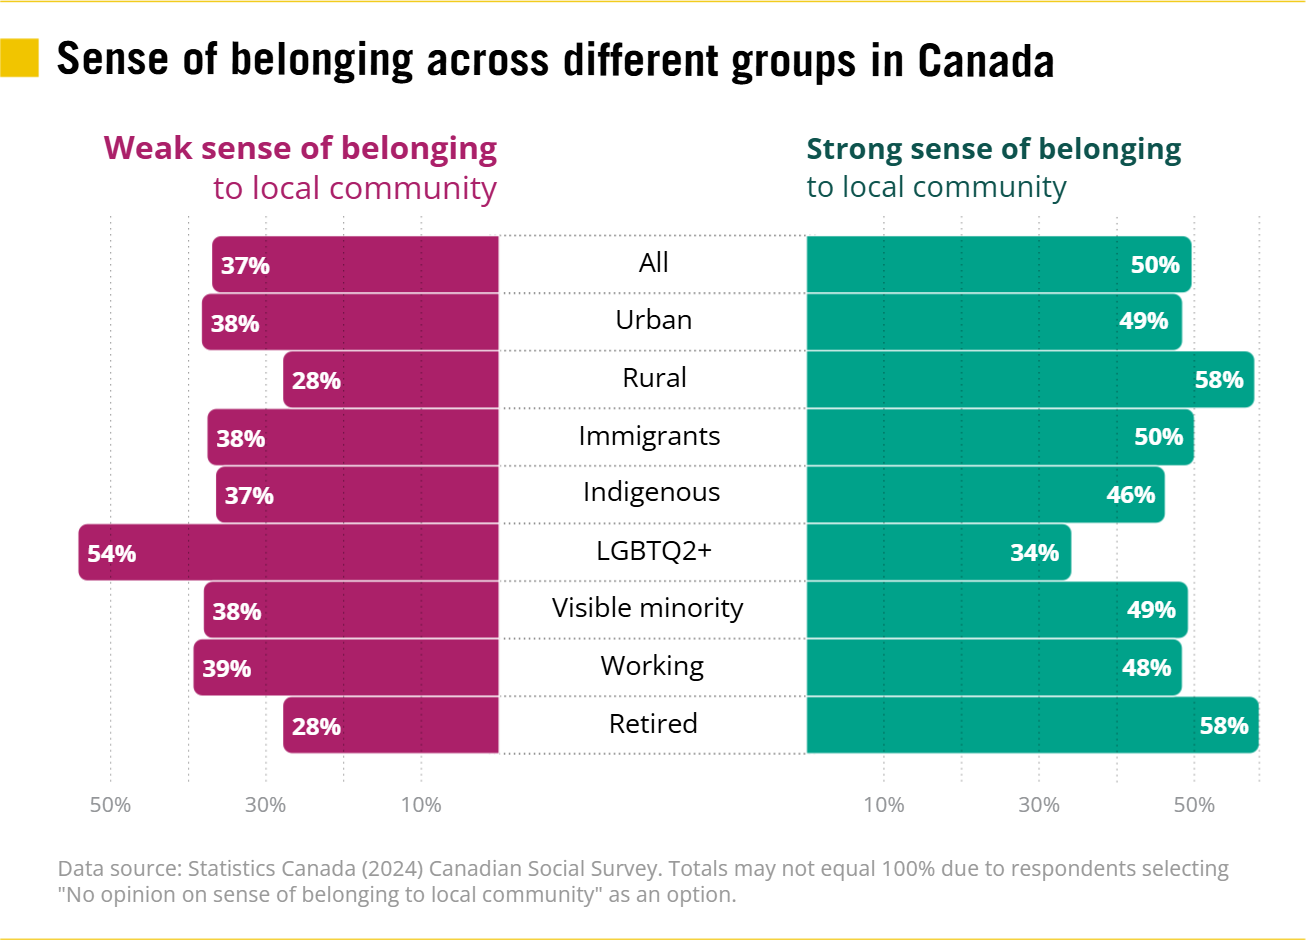 Sense of belonging across different groups in Canada
Weak sense of belonging
to local community
Strong sense of belonging
to local community
37% All 50%
38% Urban 49%
28% Rural 58%
38% Immigrants 50%
37% Indigenous 46%
54% LGBTQ2+ 34%
38% Visible minority 49%
39% Working 48%
28% Retired 58%
50% 30% 10% 10% 30% 50%
Data source: Statistics Canada (2024) Canadian Social Survey. Totals may not equal 100% due to respondents selecting
"No opinion on sense of belonging to local community" as an option.